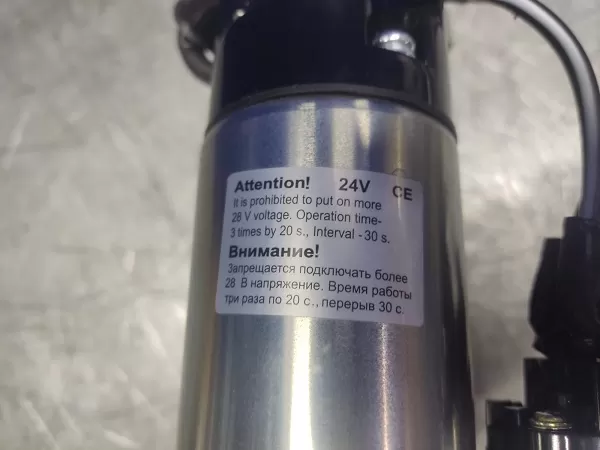 Attention! 24V CE
It is prohibited to put on more
28 V voltage. Operation time-
3 times by 20 s., Interval -30 s.
Внимание!
Запрещается подключать более
28 В напряжение. Время работы
три раза по 20 с., перерыв 30 с.